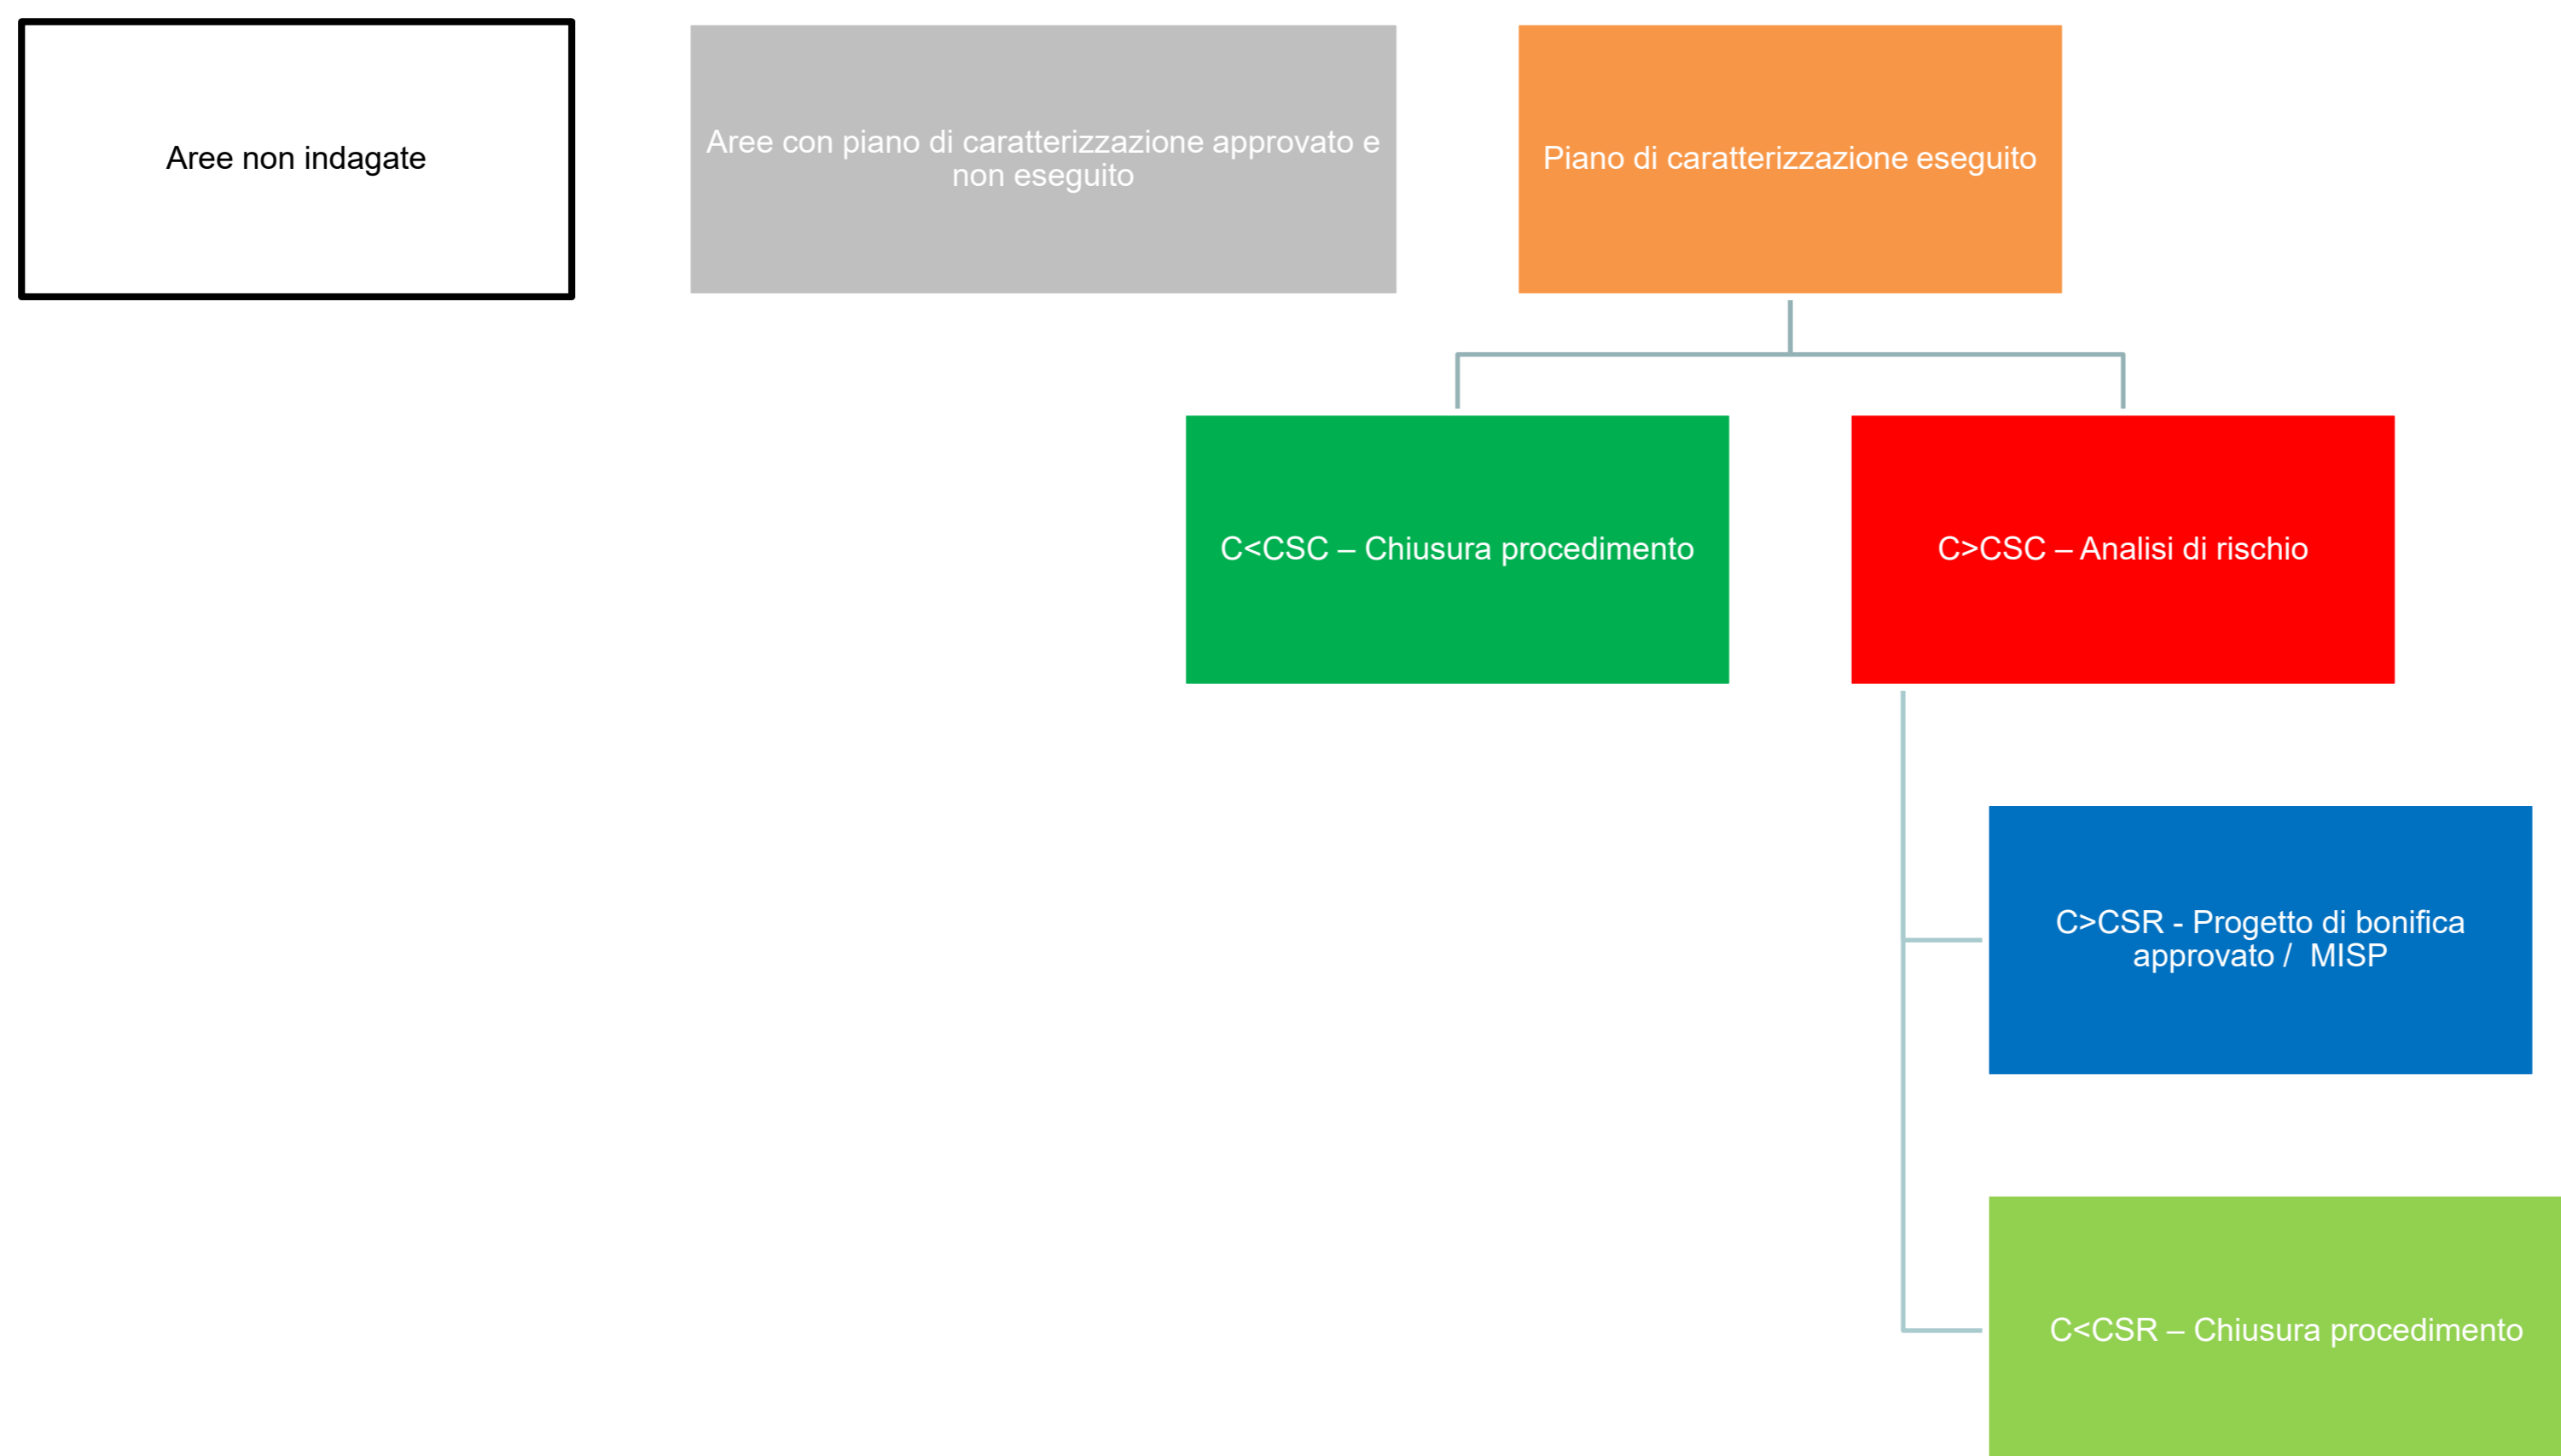 Aree non indagate
Aree con piano di caratterizzazione approvato e
non eseguito
Piano di caratterizzazione eseguito
C<CSC – Chiusura procedimento
C>CSC – Analisi di rischio
C>CSR - Progetto di bonifica
approvato /  MISP
C<CSR – Chiusura procedimento